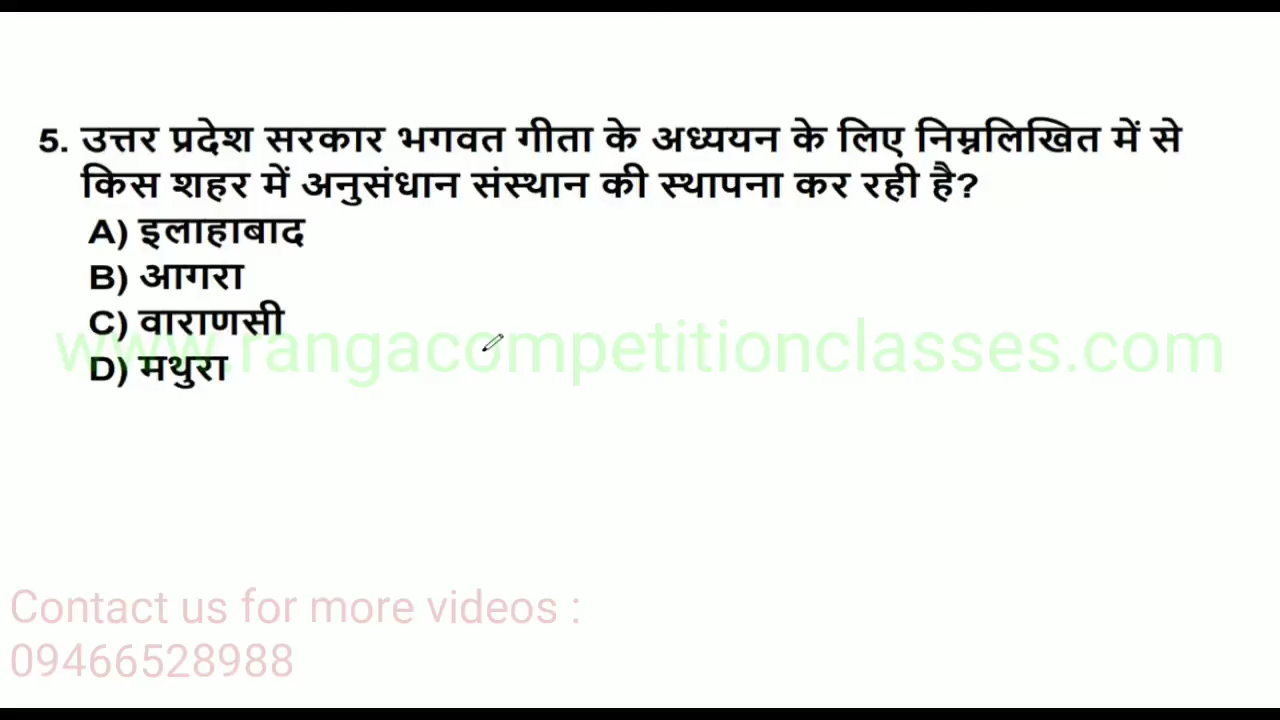 5. उत्तर प्रदेश सरकार भगवत गीता के अध्ययन के लिए निम्नलिखित में से
किस शहर में अनुसंधान संस्थान की स्थापना कर रही है?
A) इलाहाबाद
B) आगरा
C) वाराणसी
www.rangacompetitionclasses.com
D) मथुरा
Contact us for more videos :
09466528988